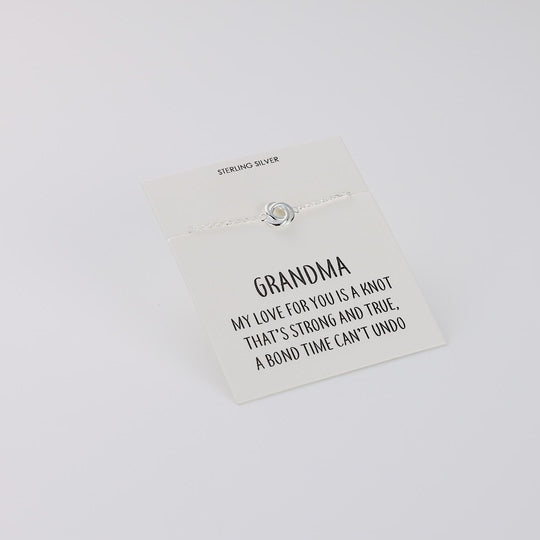 STERLING SILVER
GRANDMA
MY LOVE FOR YOU IS A KNOT
THAT'S STRONG AND TRUE,
A BOND TIME CAN'T UNDO